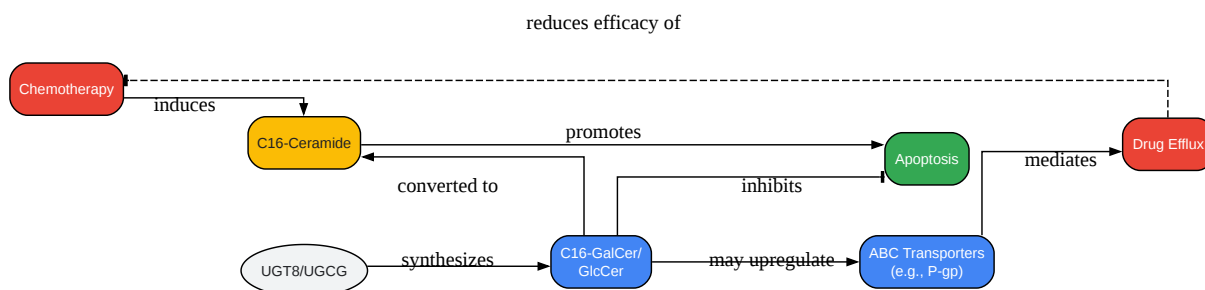 reduces efficacy of
Chemotherapy
induces
C16-Ceramide
promotes
Apoptosis
Drug Efflux
mediates
converted to
inhibits
UGT8/UGCG
synthesizes
C16-GalCer/
GlcCer
may upregulate
ABC Transporters
(e.g., P-gp)